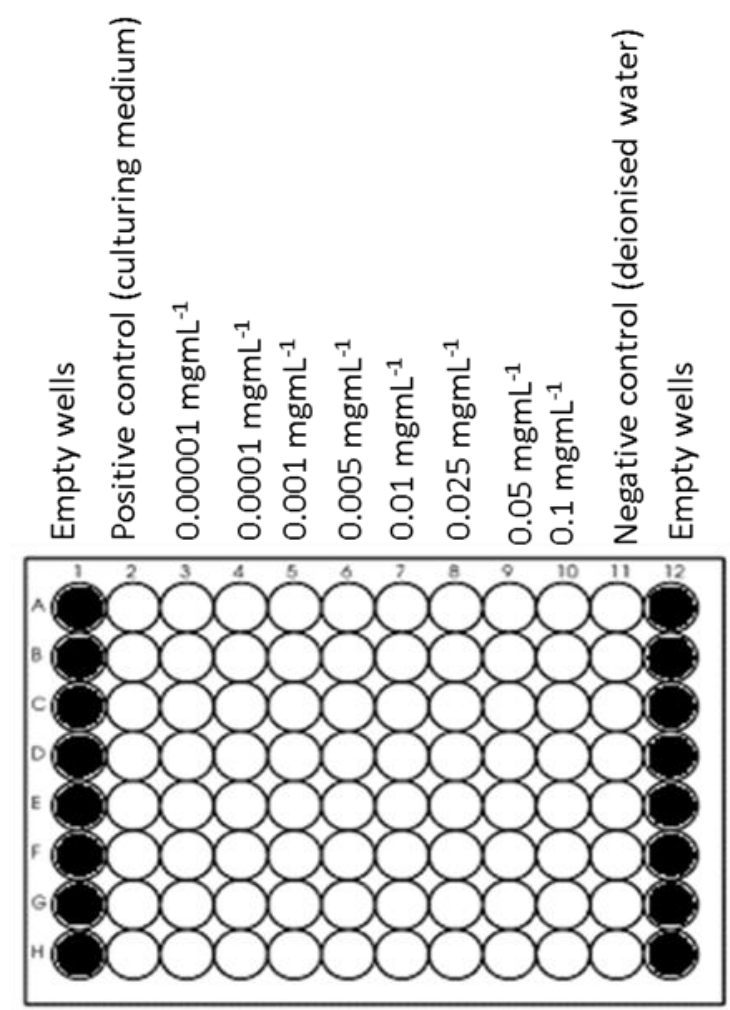 Empty wells
Positive control (culturing medium)
0.00001 mgmL⁻¹
0.0001 mgmL⁻¹
0.001 mgmL⁻¹
0.005 mgmL⁻¹
0.01 mgmL⁻¹
0.025 mgmL⁻¹
0.05 mgmL⁻¹
0.1 mgmL⁻¹
Negative control (deionised water)
Empty wells
1 2 3 4 5 6 7 8 9 10 11 12
A
B
C
D
E
F
G
H